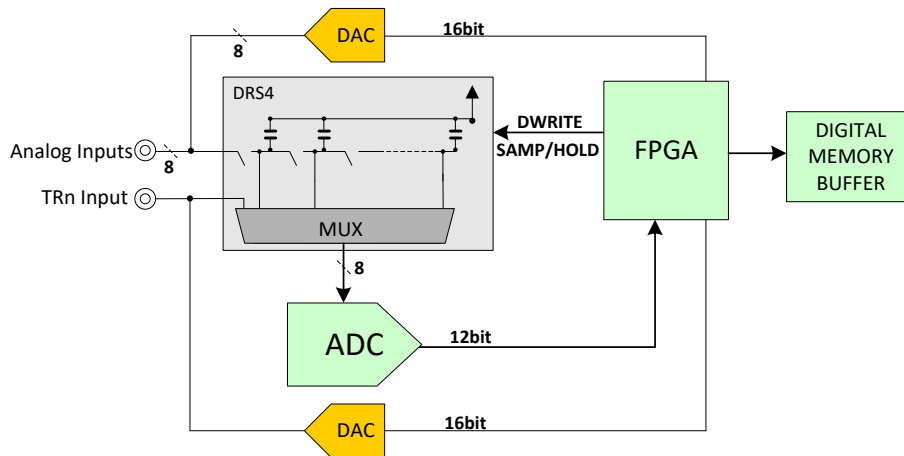 DAC
16bit
8
DRS4
Analog Inputs
8
DWRITE
SAMP/HOLD
FPGA
DIGITAL
MEMORY
BUFFER
TRn Input
MUX
8
ADC
12bit
DAC
16bit